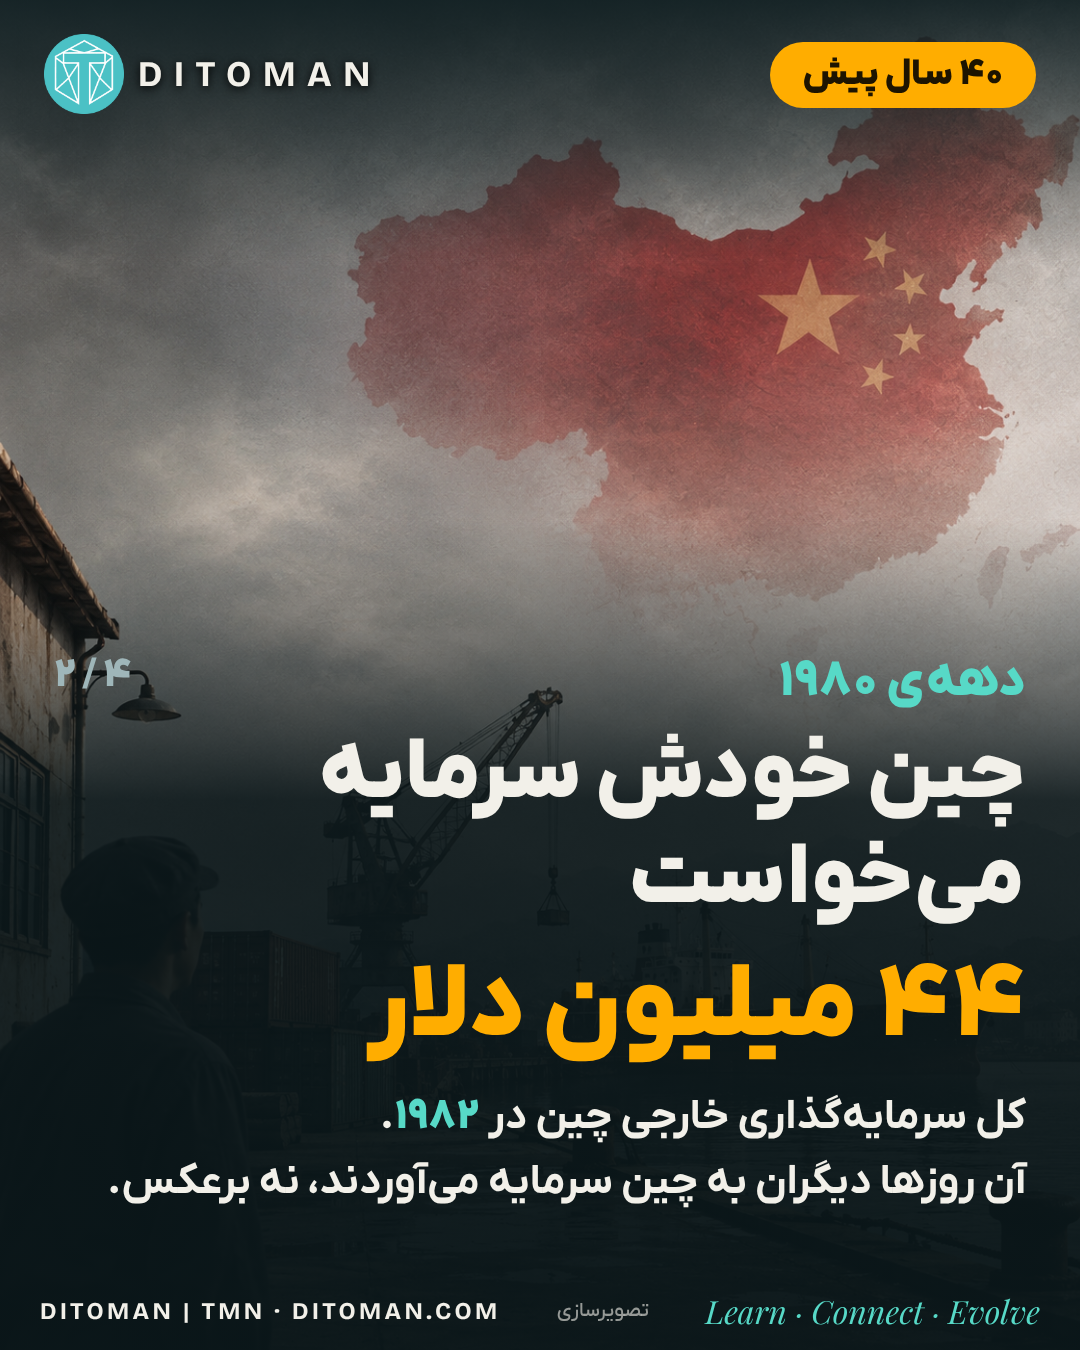 DITOMAN
۴۰ سال پیش
۲/۴
دهه‌ی ۱۹۸۰
چین خودش سرمایه
می‌خواست
۴۴ میلیون دلار
کل سرمایه‌گذاری خارجی چین در ۱۹۸۲.
آن روزها دیگران به چین سرمایه می‌آوردند، نه برعکس.
DITOMAN | TMN · DITOMAN.COM
تصویرسازی
Learn · Connect · Evolve